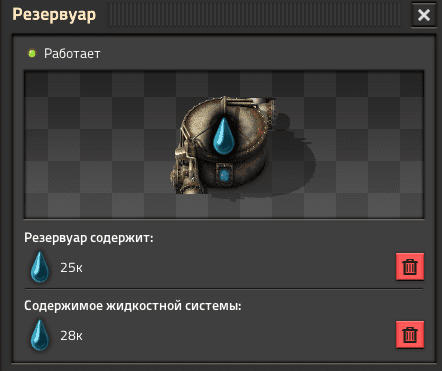 Резервуар
Работает
Резервуар содержит:
25к
Содержимое жидкостной системы:
28к